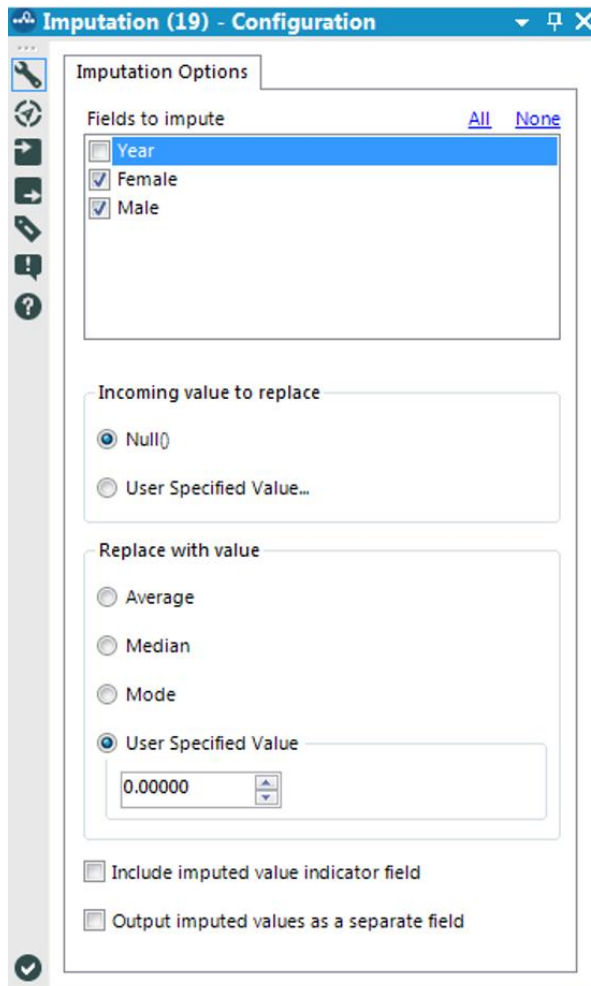 Imputation (19) - Configuration
Imputation Options
Fields to impute All None
Year
Female
Male
Incoming value to replace
Null()
User Specified Value...
Replace with value
Average
Median
Mode
User Specified Value
0.00000
Include imputed value indicator field
Output imputed values as a separate field